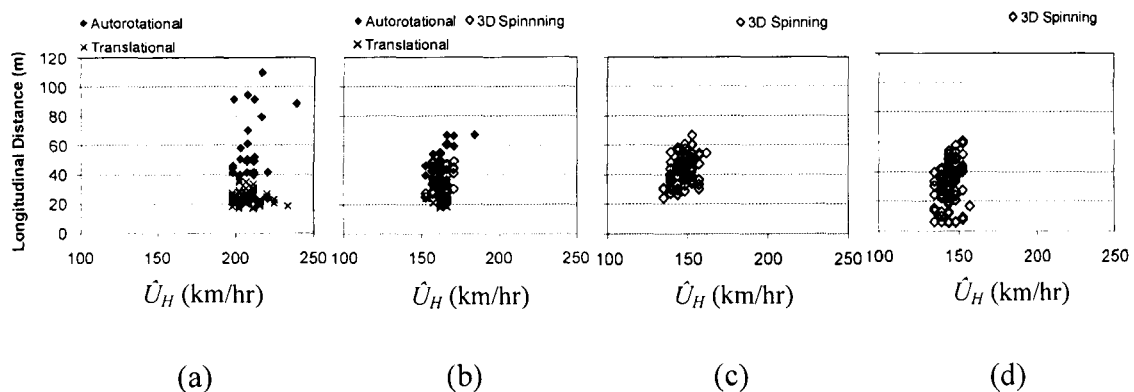 ◆ Autorotational
× Translational
◆ Autorotational ◇ 3D Spinnning
× Translational
◇ 3D Spinning
◇ 3D Spinning
Longitudinal Distance (m)
120
100
80
60
40
20
0
100 150 200 250
100 150 200 250
100 150 200 250
100 150 200 250
Û_H (km/hr)
Û_H (km/hr)
Û_H (km/hr)
Û_H (km/hr)
(a)
(b)
(c)
(d)